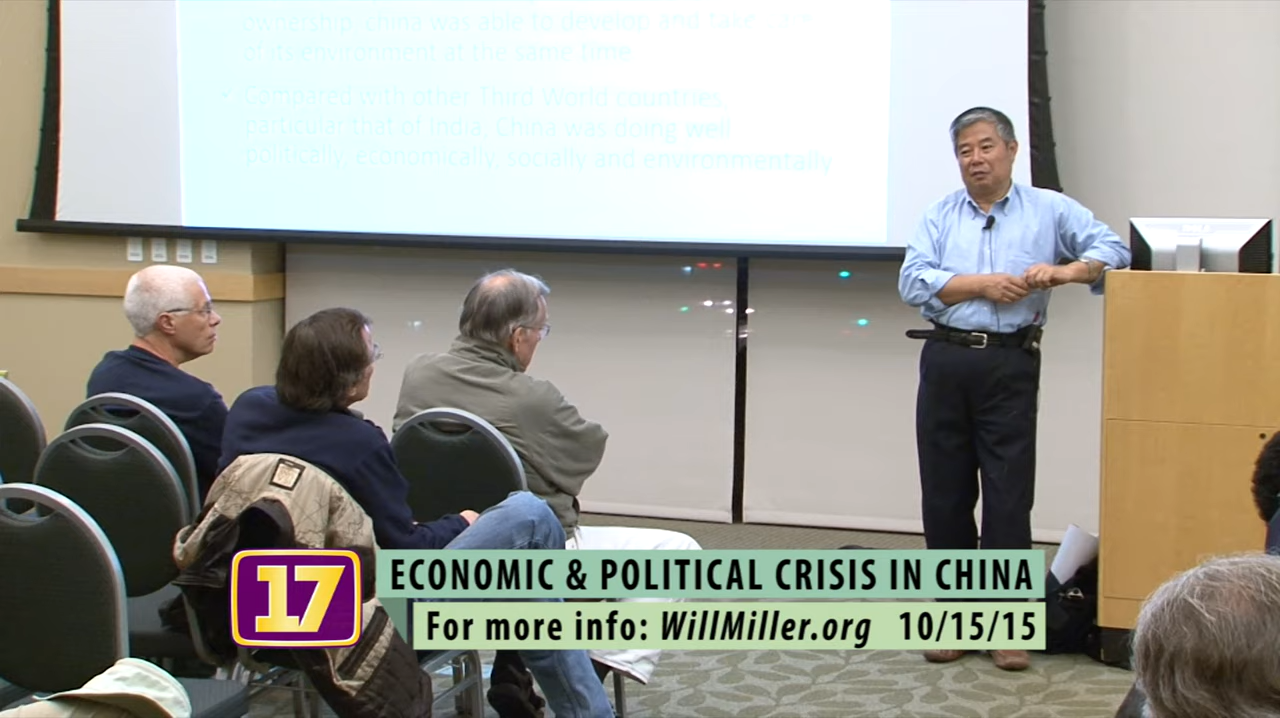 ownership, china was able to develop and take care
of its environment at the same time.
• Compared with other Third World countries,
particular that of India, China was doing well
politically, economically, socially and environmentally
17
ECONOMIC & POLITICAL CRISIS IN CHINA
For more info: WillMiller.org 10/15/15